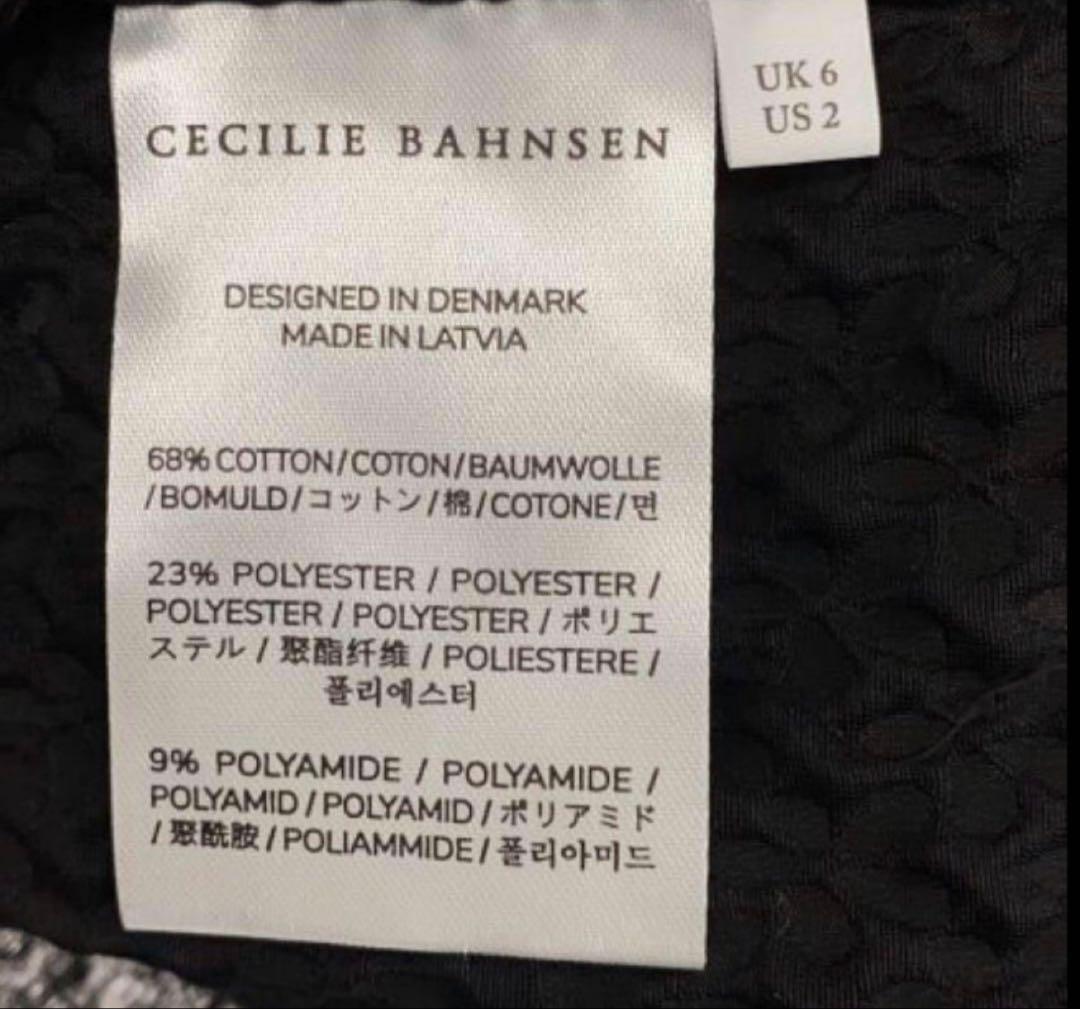 CECILIE BAHNSEN
DESIGNED IN DENMARK
MADE IN LATVIA
68% COTTON/COTON/BAUMWOLLE
/BOMULD/コットン/棉/COTONE/면
23% POLYESTER / POLYESTER /
POLYESTER / POLYESTER / ポリエ
ステル / 聚酯纤维 / POLIESTERE /
폴리에스터
9% POLYAMIDE / POLYAMIDE /
POLYAMID / POLYAMID / ポリアミド
/ 聚酰胺 / POLIAMMIDE / 폴리아미드
UK 6
US 2